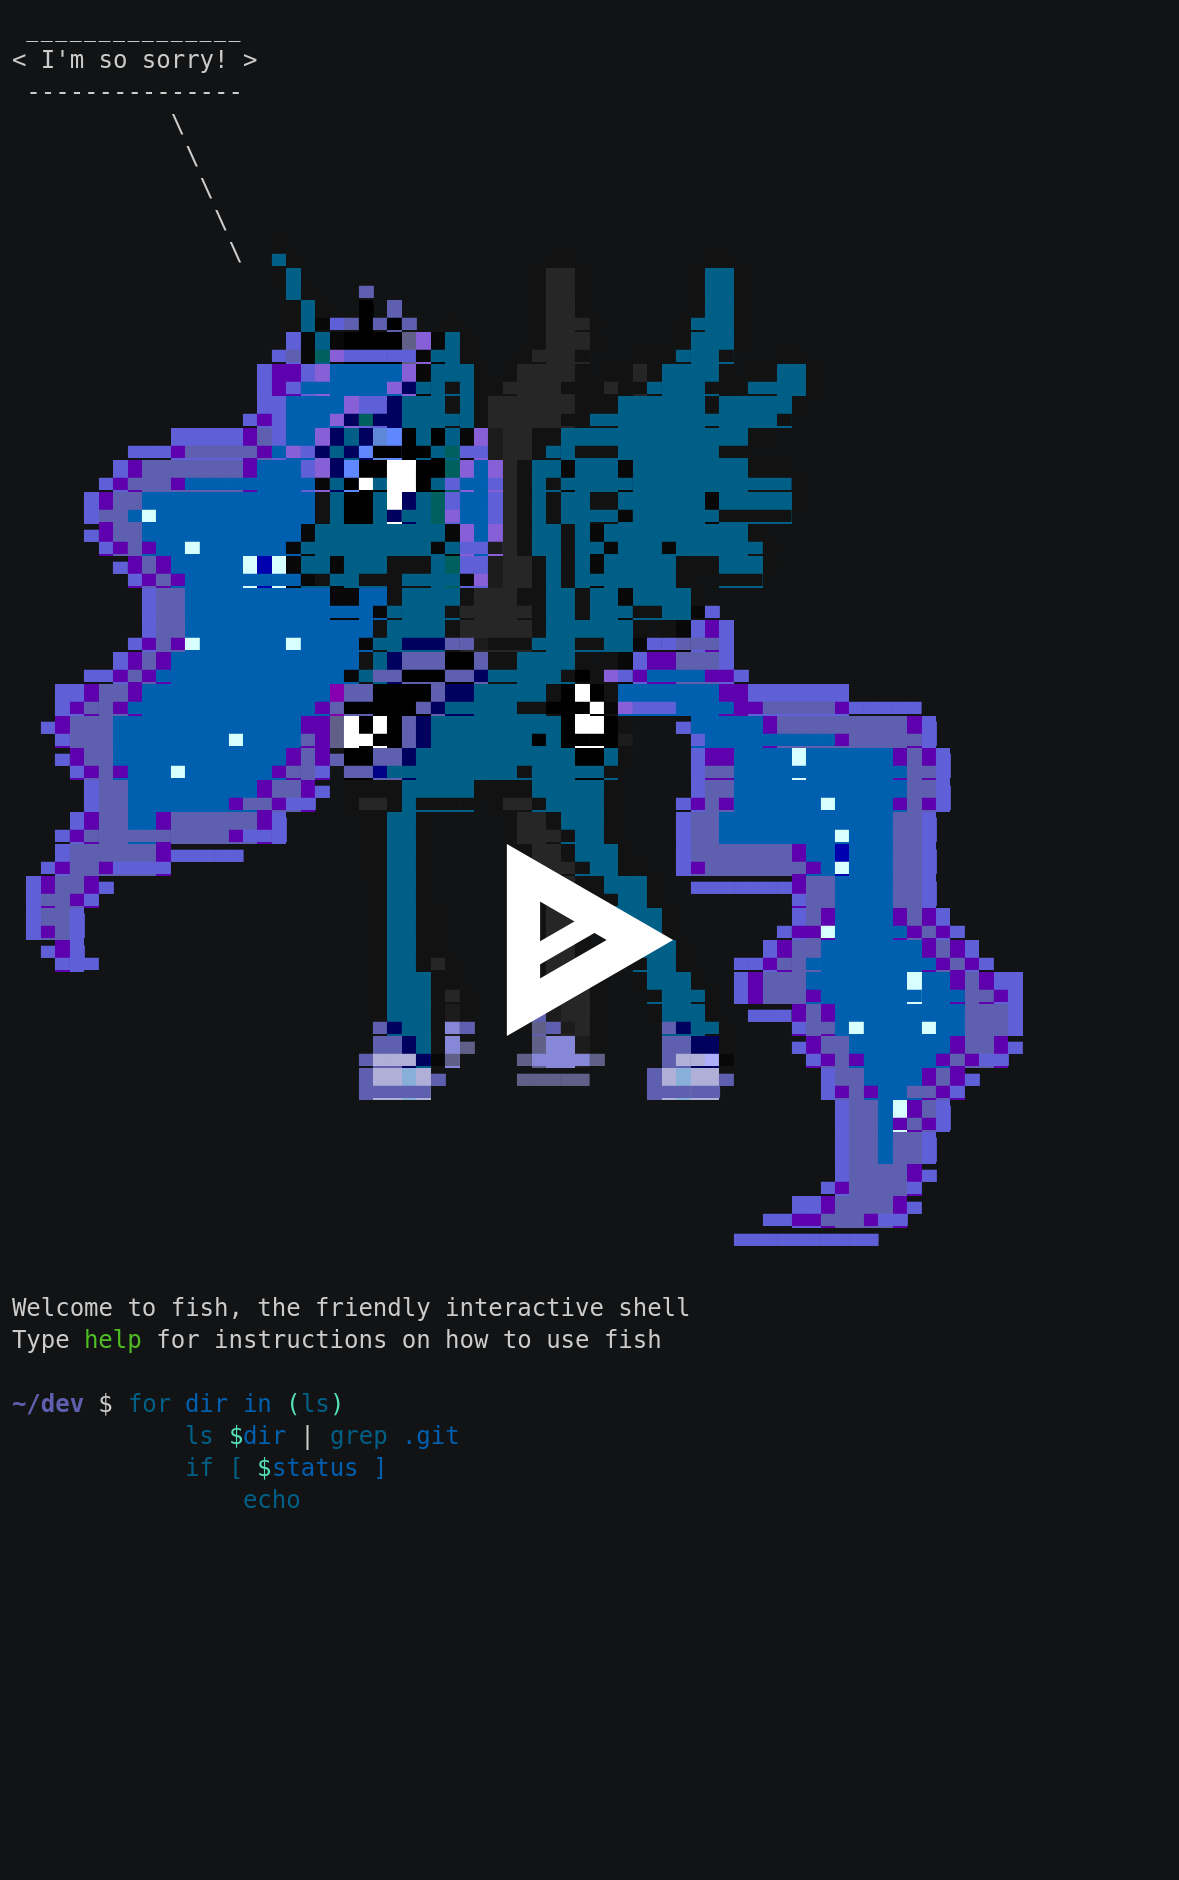 < I'm so sorry! >
Welcome to fish, the friendly interactive shell
Type help for instructions on how to use fish
~/dev $ for dir in (ls)
ls $dir | grep .git
if [ $status ]
echo